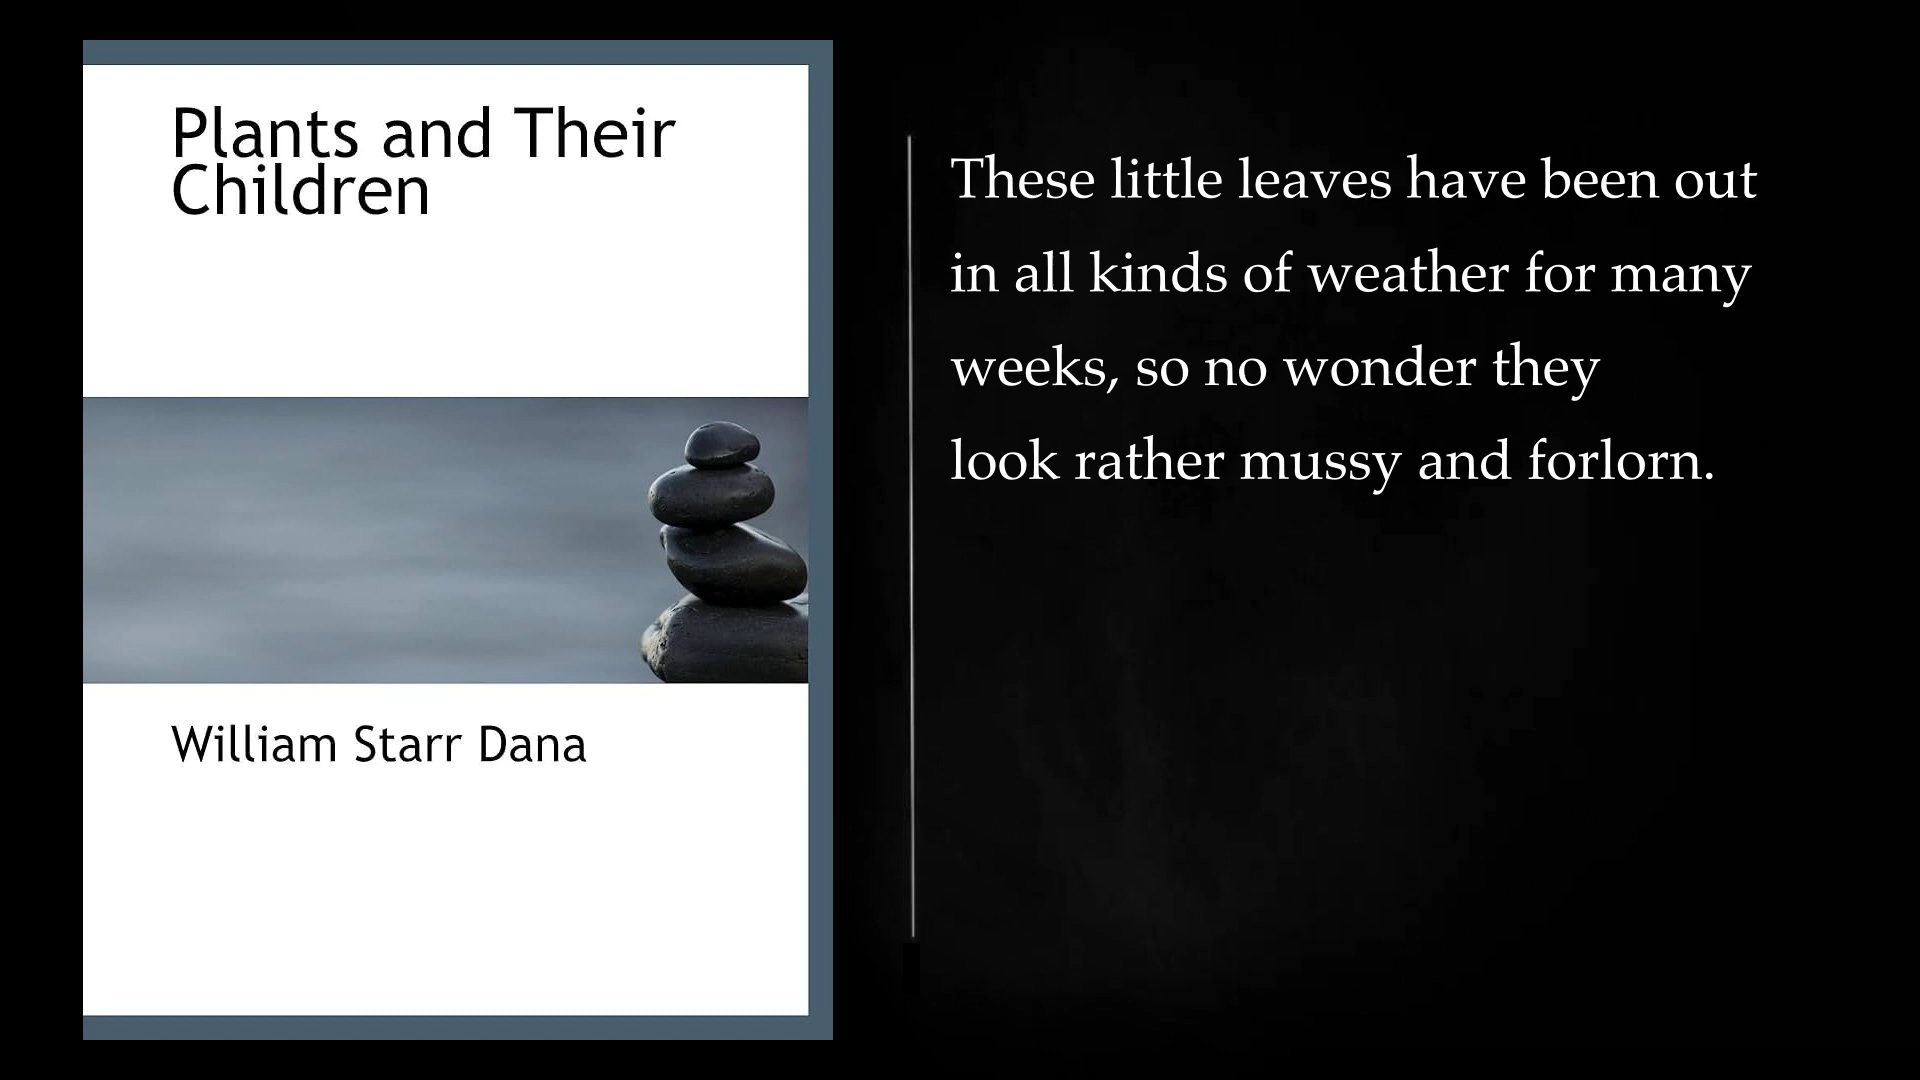 Plants and Their
Children
William Starr Dana
These little leaves have been out
in all kinds of weather for many
weeks, so no wonder they
look rather mussy and forlorn.